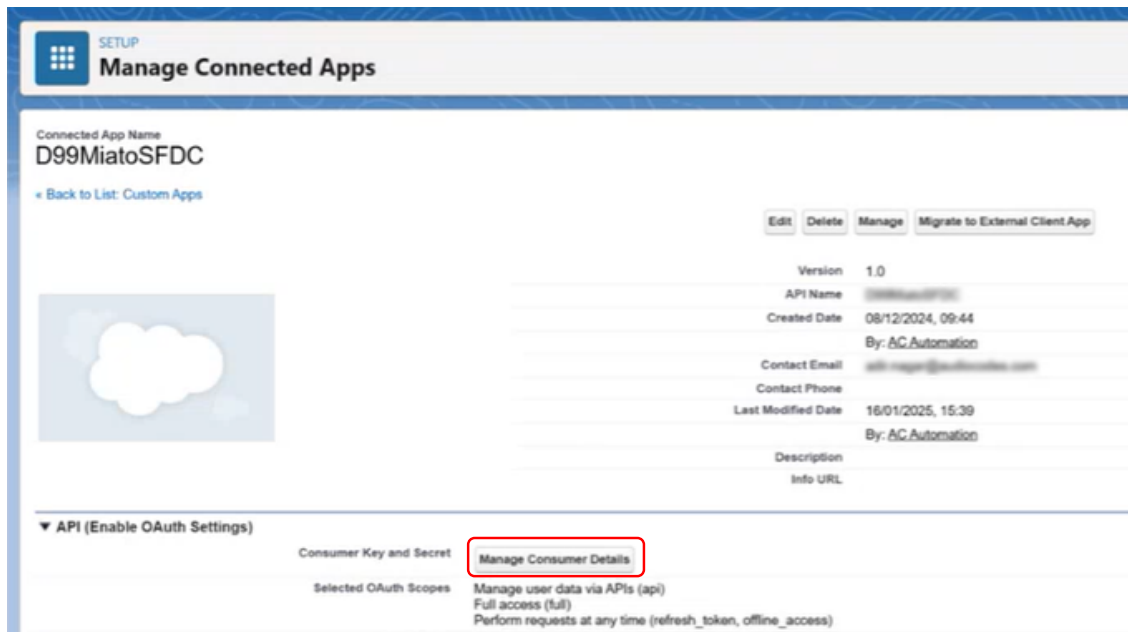 SETUP
Manage Connected Apps
Connected App Name
D99MiatoSFDC
« Back to List: Custom Apps
Edit Delete Manage Migrate to External Client App
Version 1.0
API Name
Created Date 08/12/2024, 09:44
By: AC Automation
Contact Email
Contact Phone
Last Modified Date 16/01/2025, 15:39
By: AC Automation
Description
Info URL
▼ API (Enable OAuth Settings)
Consumer Key and Secret Manage Consumer Details
Selected OAuth Scopes Manage user data via APIs (api)
Full access (full)
Perform requests at any time (refresh_token, offline_access)